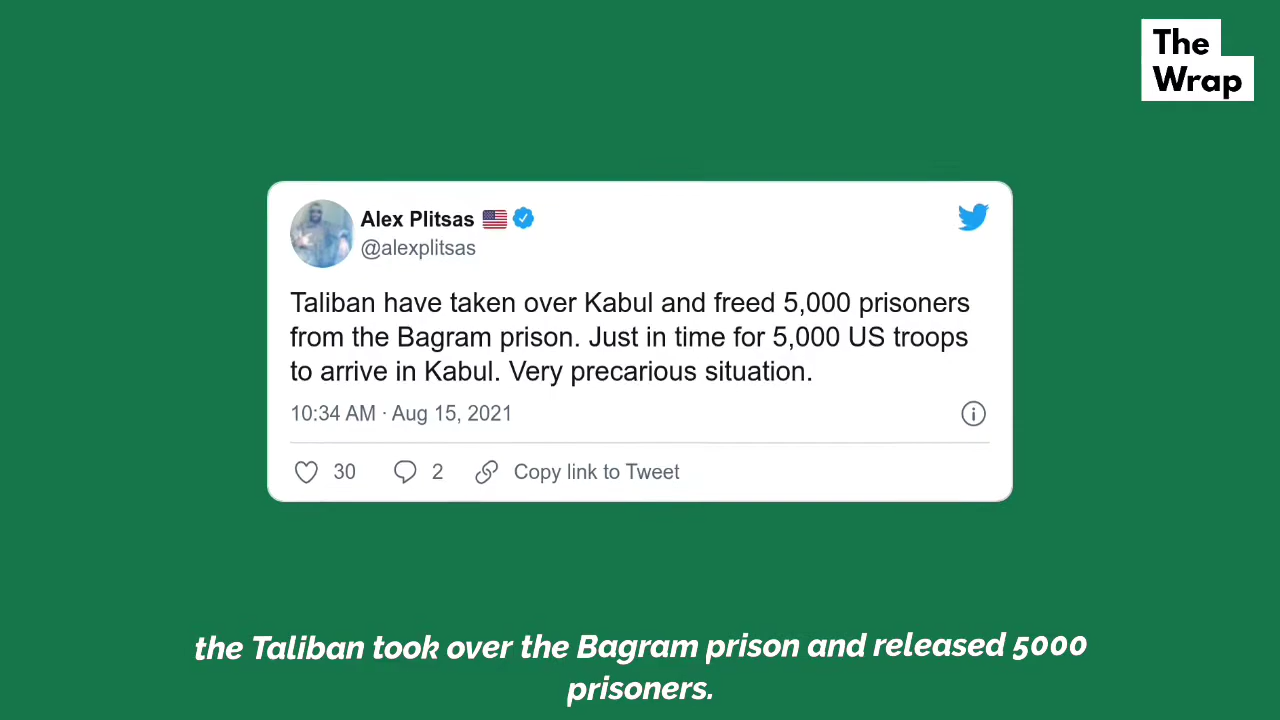 The
Wrap
Alex Plitsas
@alexplitsas
Taliban have taken over Kabul and freed 5,000 prisoners
from the Bagram prison. Just in time for 5,000 US troops
to arrive in Kabul. Very precarious situation.
10:34 AM · Aug 15, 2021
30 2 Copy link to Tweet
the Taliban took over the Bagram prison and released 5000
prisoners.